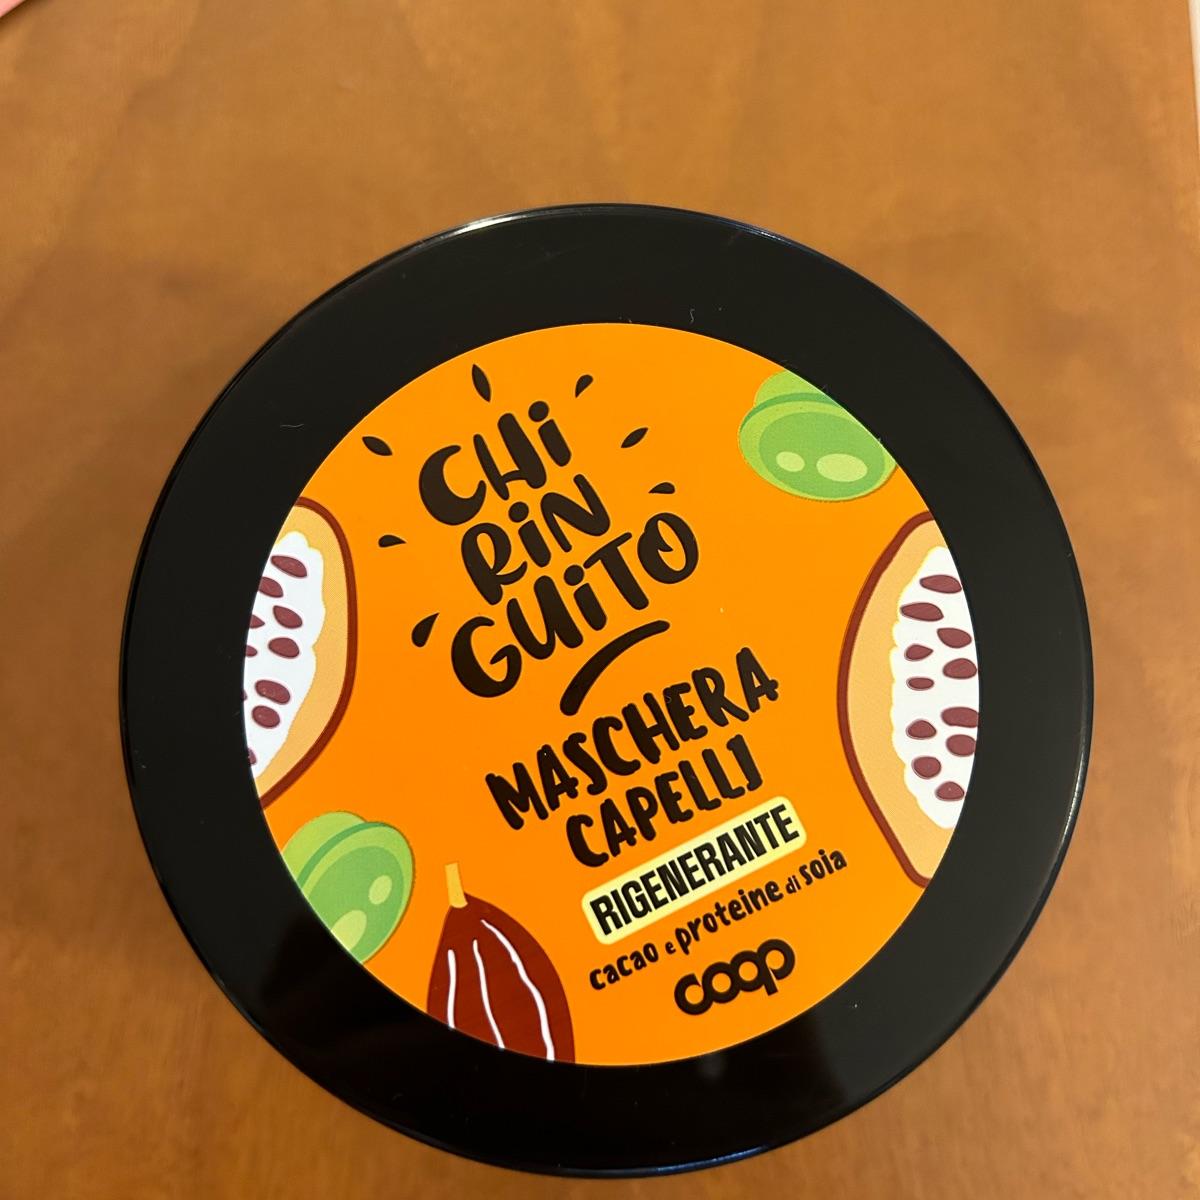 CHi
RiN
GUiTO
MASCHERA
CAPELLI
RIGENERANTE
cacao e proteine di soia
coop